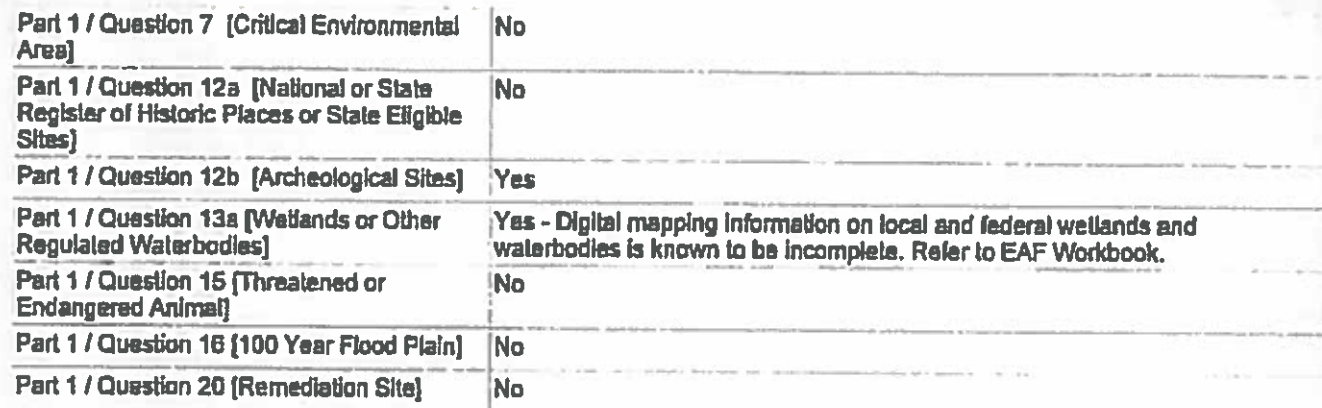 Part 1 / Question 7 [Critical Environmental No
Area]
Part 1 / Question 12a [National or State No
Register of Historic Places or State Eligible
Sites]
Part 1 / Question 12b [Archeological Sites] Yes
Part 1 / Question 13a [Wetlands or Other Yes - Digital mapping information on local and federal wetlands and
Regulated Waterbodies] waterbodies is known to be incomplete. Refer to EAF Workbook.
Part 1 / Question 15 [Threatened or No
Endangered Animal]
Part 1 / Question 16 [100 Year Flood Plain] No
Part 1 / Question 20 [Remediation Site] No